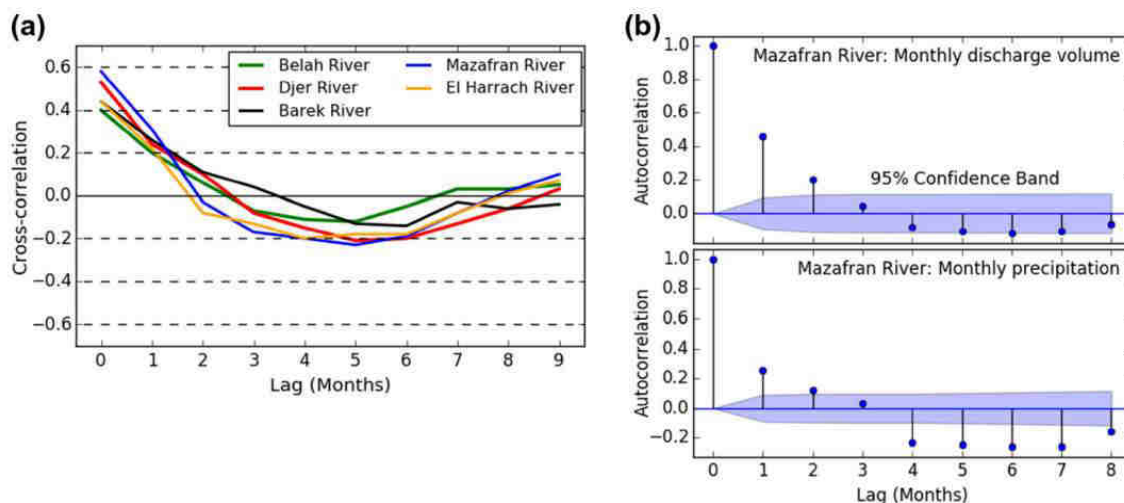 (a)
0.6
0.4
0.2
0.0
−0.2
−0.4
−0.6
Cross-correlation
Belah River
Djer River
Barek River
Mazafran River
El Harrach River
0 1 2 3 4 5 6 7 8 9
Lag (Months)
(b)
1.0
0.8
0.6
0.4
0.2
0.0
Autocorrelation
Mazafran River: Monthly discharge volume
95% Confidence Band
1.0
0.8
0.6
0.4
0.2
0.0
−0.2
Autocorrelation
Mazafran River: Monthly precipitation
0 1 2 3 4 5 6 7 8
Lag (Months)